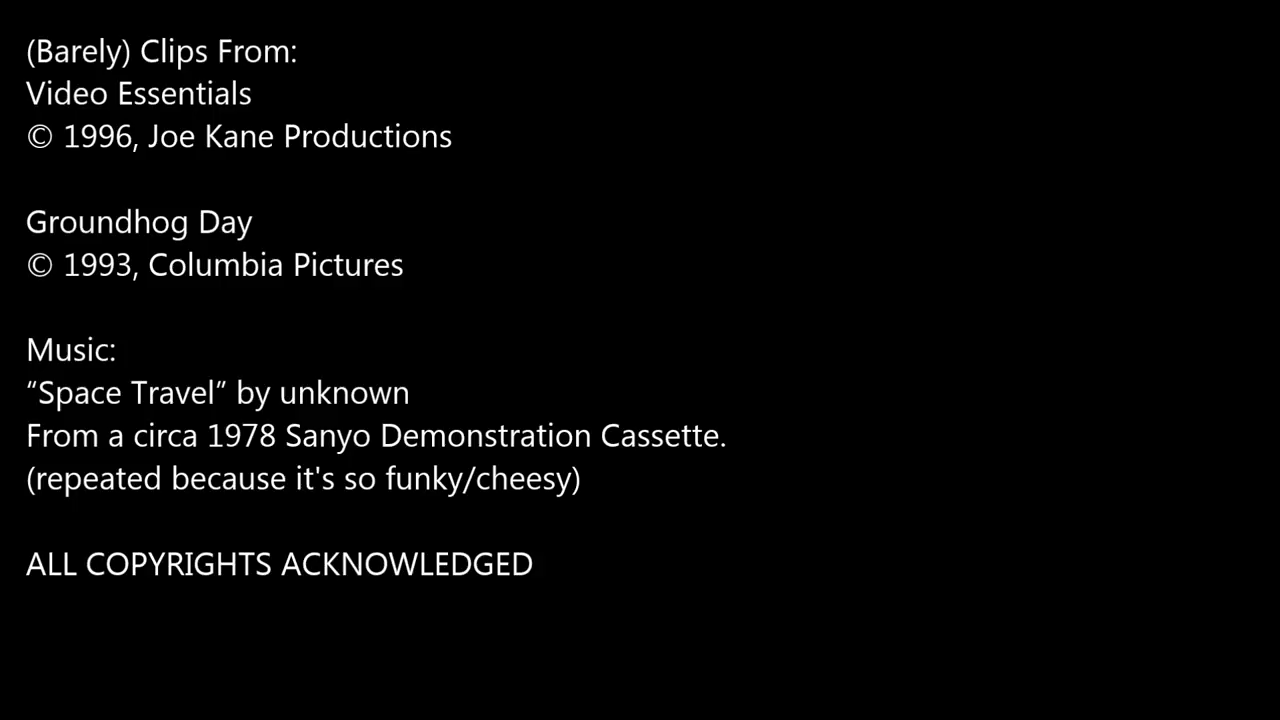 (Barely) Clips From:
Video Essentials
© 1996, Joe Kane Productions
Groundhog Day
© 1993, Columbia Pictures
Music:
“Space Travel” by unknown
From a circa 1978 Sanyo Demonstration Cassette.
(repeated because it's so funky/cheesy)
ALL COPYRIGHTS ACKNOWLEDGED